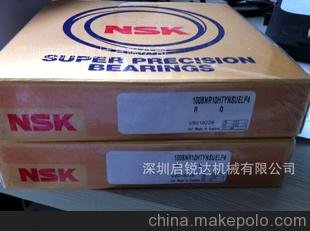 NSK
SUPER PRECISION
BEARINGS
100BNR10HTYNSUELP4
NSK
100BNR10HTYNSUELP4
深圳启锐达机械有限公司
china.makepolo.com